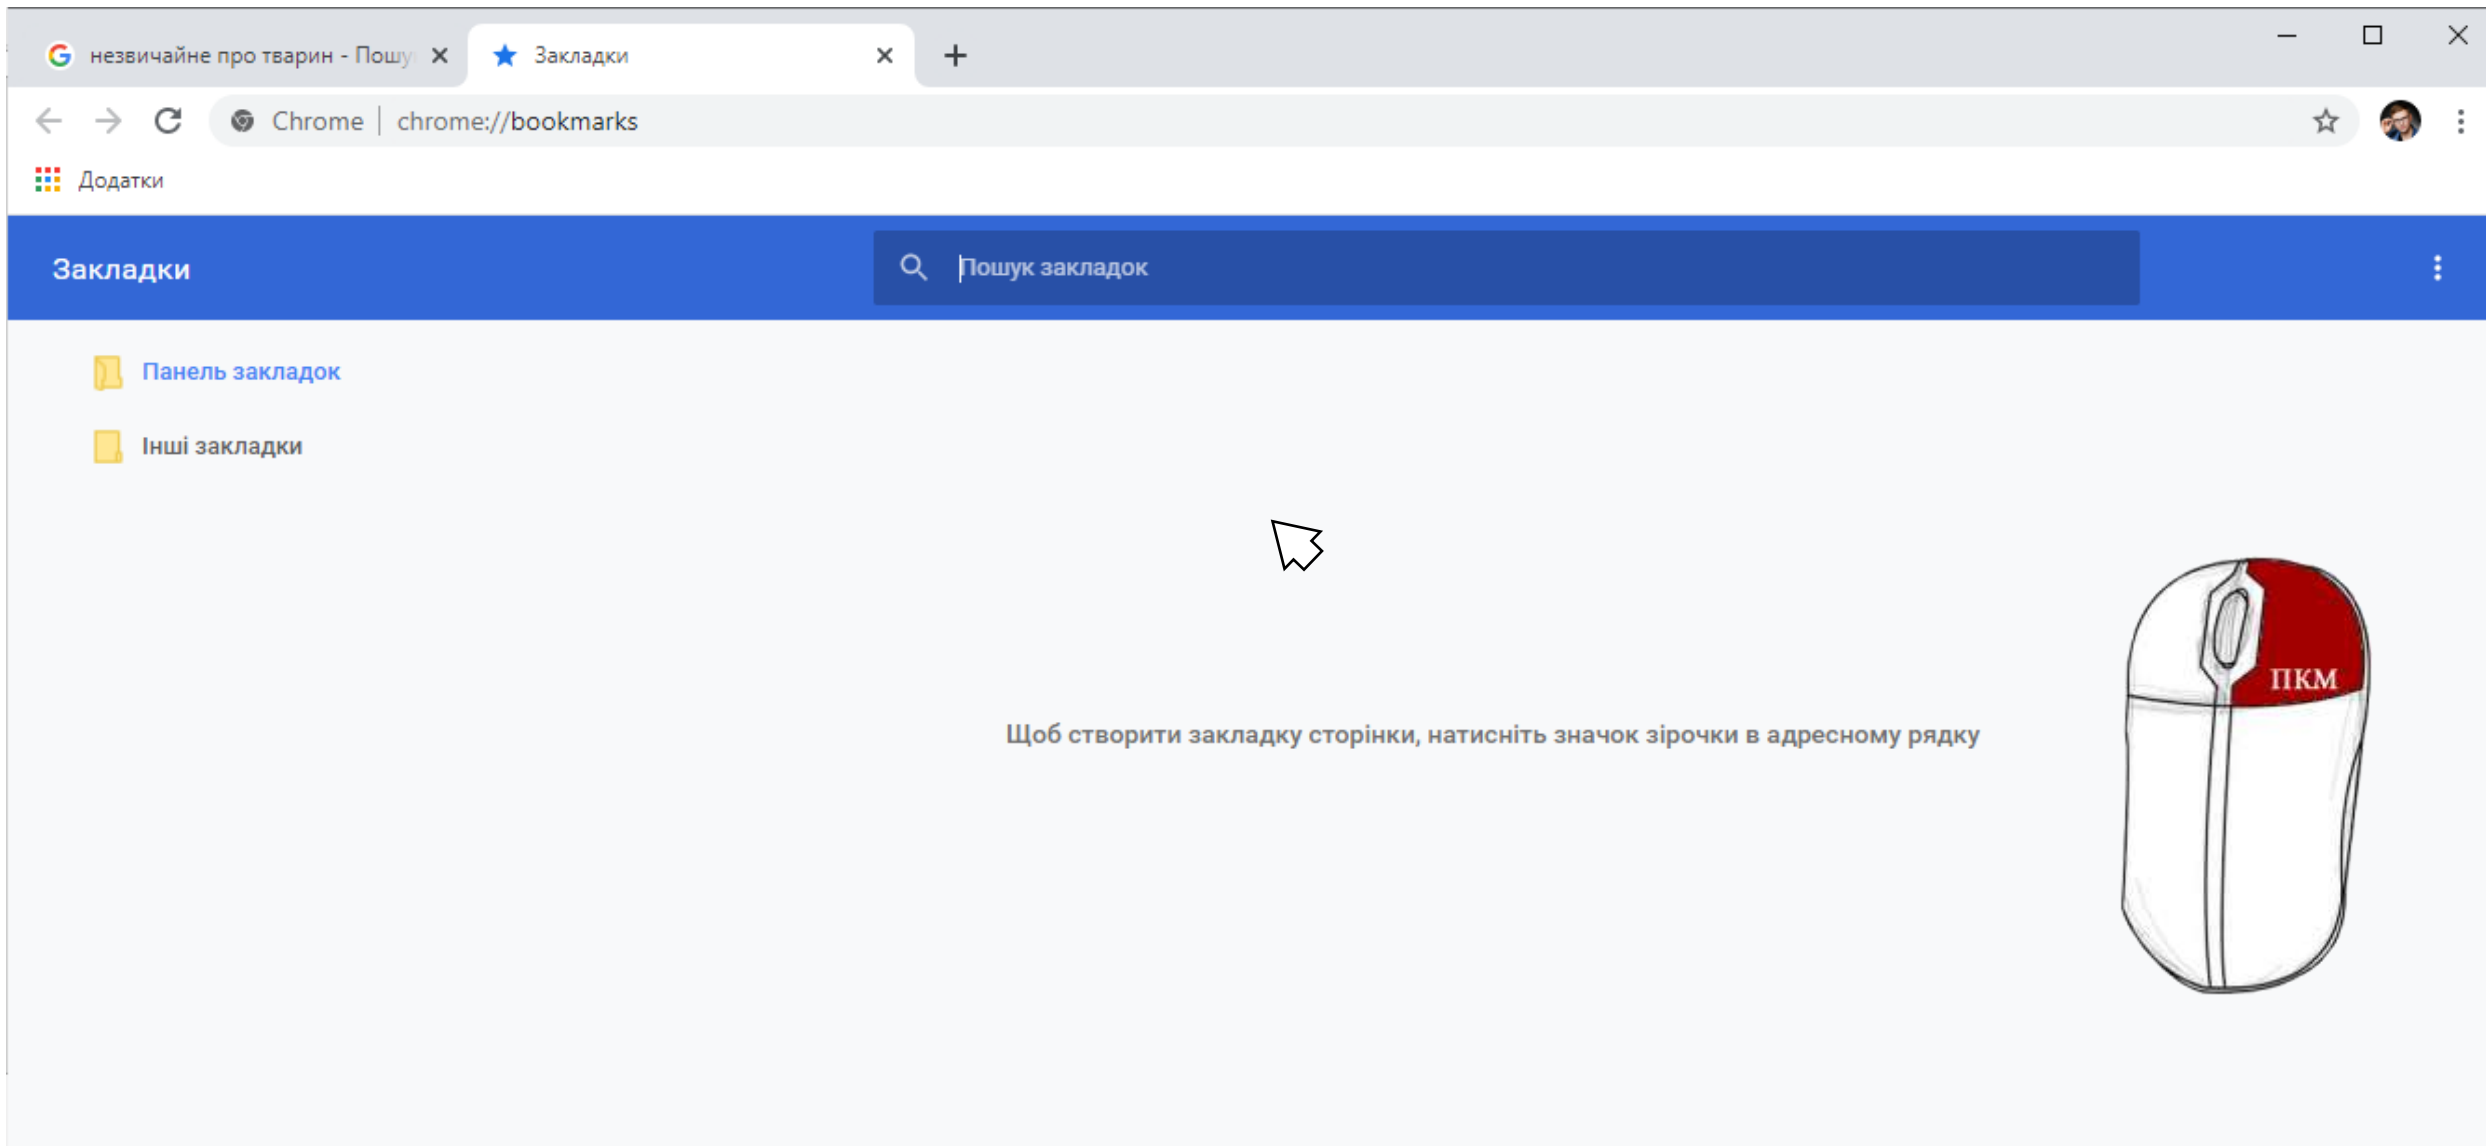 незвичайне про тварин - Пошу
Закладки
Chrome | chrome://bookmarks
Додатки
Закладки
Пошук закладок
Панель закладок
Інші закладки
ПКМ
Щоб створити закладку сторінки, натисніть значок зірочки в адресному рядку